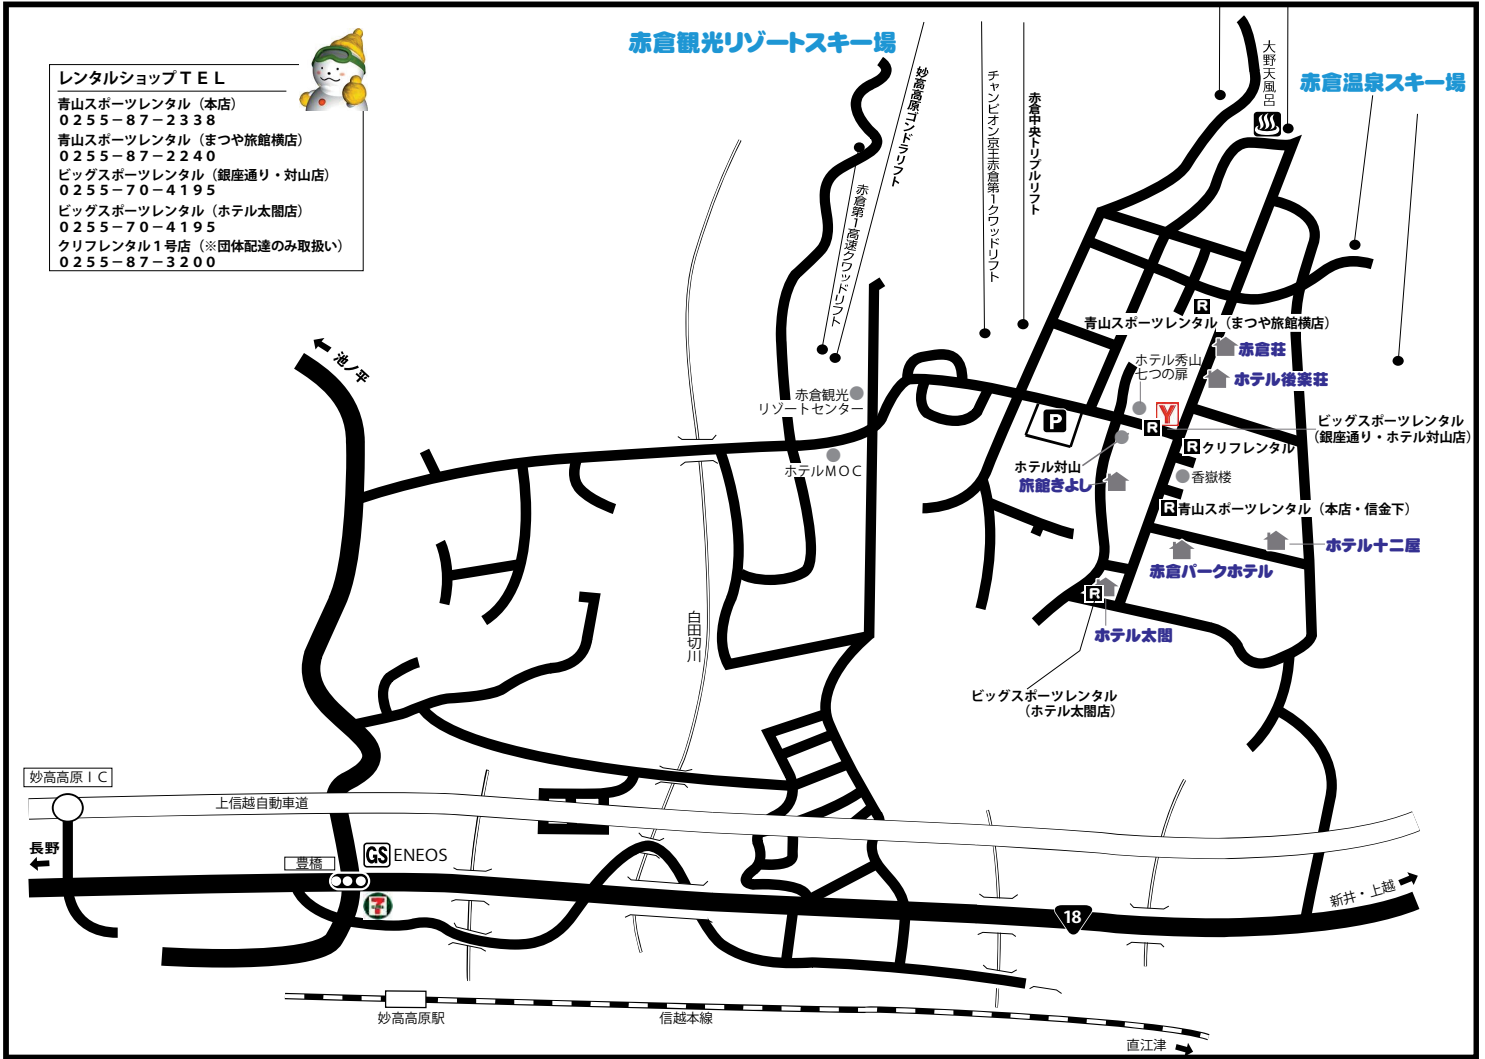 赤倉観光リゾートスキー場
赤倉温泉スキー場
レンタルショップＴＥＬ
青山スポーツレンタル（本店）
０２５５－８７－２３３８
青山スポーツレンタル（まつや旅館横店）
０２５５－８７－２２４０
ビッグスポーツレンタル（銀座通り・対山店）
０２５５－７０－４１９５
ビッグスポーツレンタル（ホテル太閤店）
０２５５－７０－４１９５
クリフレンタル１号店（※団体配達のみ取扱い）
０２５５－８７－３２００
妙高高原ゴンドラリフト
赤倉第１高速クワッドリフト
チャンピオン京王赤倉第１クワッドリフト
赤倉中央トリプルリフト
大野天風呂
池ノ平
R
青山スポーツレンタル（まつや旅館横店）
赤倉荘
ホテル秀山
七つの扉
ホテル後楽荘
赤倉観光
リゾートセンター
P
Y
R
ビッグスポーツレンタル
（銀座通り・ホテル対山店）
R
クリフレンタル
ホテルＭＯＣ
ホテル対山
旅館きよし
香嶽楼
R
青山スポーツレンタル（本店・信金下）
ホテル十二屋
赤倉パークホテル
R
ホテル太閤
白田切川
ビッグスポーツレンタル
（ホテル太閤店）
妙高高原ＩＣ
上信越自動車道
長野
豊橋
GS
ENEOS
7
18
新井・上越
妙高高原駅
信越本線
直江津